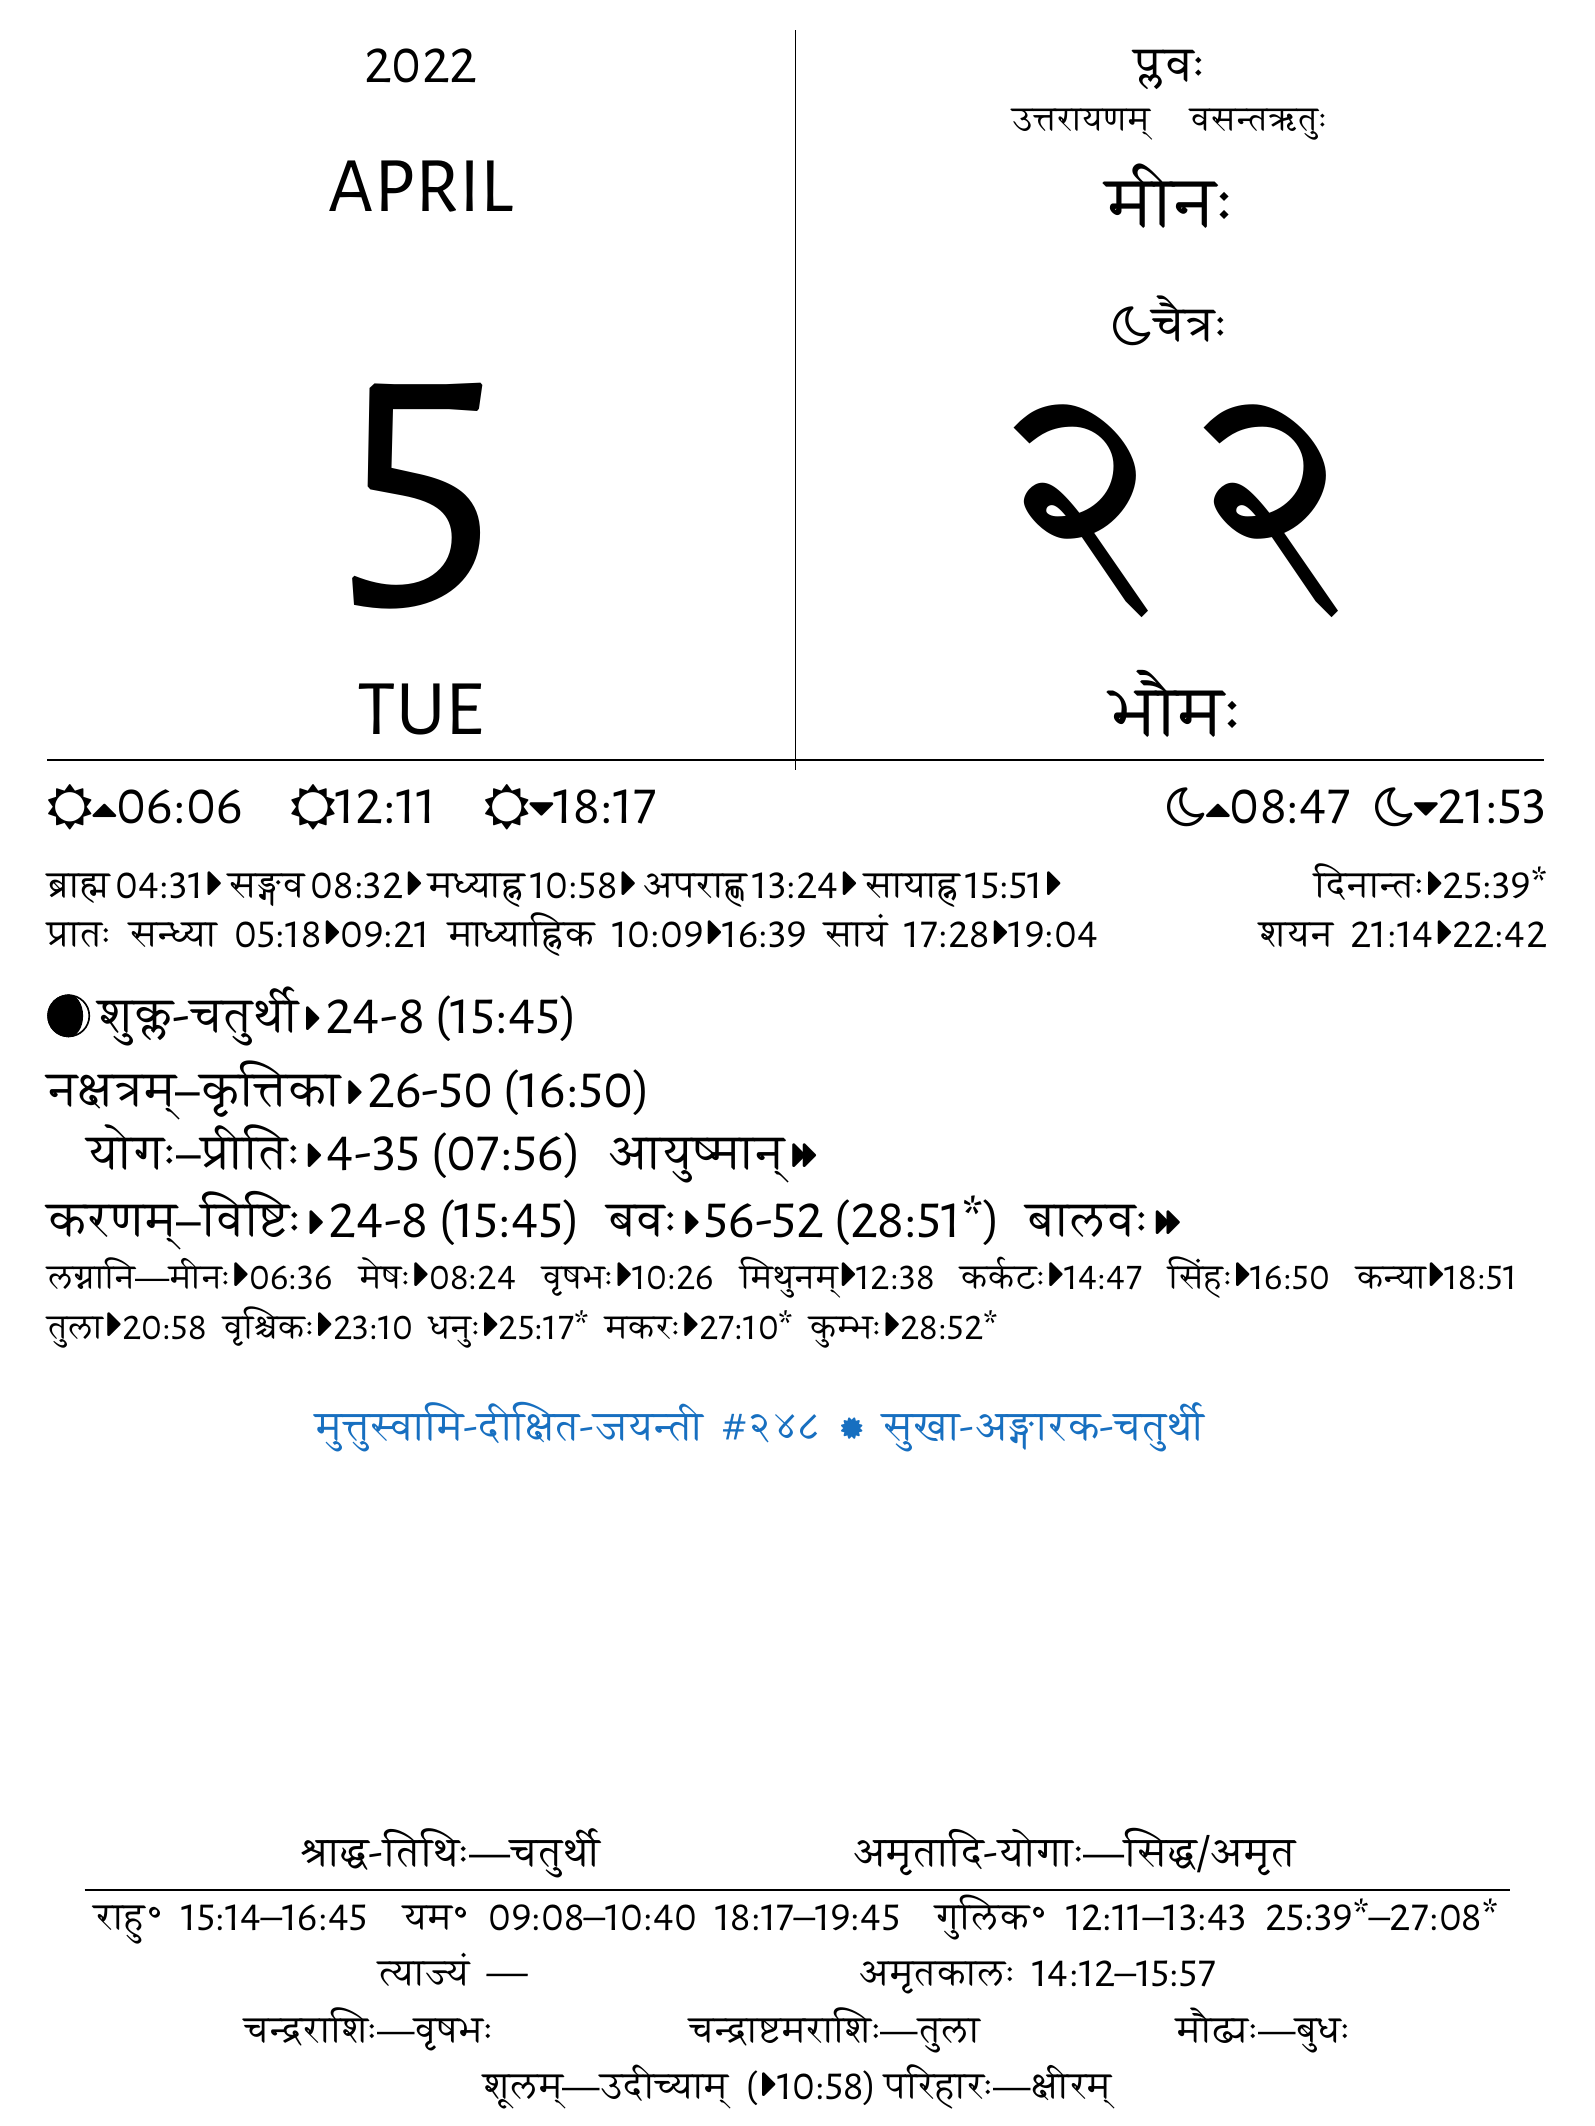 2022
APRIL
5
TUE
प्लवः
उत्तरायणम् वसन्तऋतुः
मीनः
चैत्रः
२२
भौमः
06:06 12:11 18:17 08:47 21:53
ब्राह्म 04:31 सङ्गव 08:32 मध्याह्न 10:58 अपराह्ण 13:24 सायाह्न 15:51 दिनान्तः 25:39*
प्रातः सन्ध्या 05:18 09:21 माध्याह्निक 10:09 16:39 सायं 17:28 19:04 शयन 21:14 22:42
शुक्ल-चतुर्थी 24-8 (15:45)
नक्षत्रम्–कृत्तिका 26-50 (16:50)
योगः–प्रीतिः 4-35 (07:56) आयुष्मान्
करणम्–विष्टिः 24-8 (15:45) बवः 56-52 (28:51*) बालवः
लग्नानि—मीनः 06:36 मेषः 08:24 वृषभः 10:26 मिथुनम् 12:38 कर्कटः 14:47 सिंहः 16:50 कन्या 18:51
तुला 20:58 वृश्चिकः 23:10 धनुः 25:17* मकरः 27:10* कुम्भः 28:52*
मुत्तुस्वामि-दीक्षित-जयन्ती #२४८ सुखा-अङ्गारक-चतुर्थी
श्राद्ध-तिथिः—चतुर्थी अमृतादि-योगाः—सिद्ध/अमृत
राहु॰ 15:14–16:45 यम॰ 09:08–10:40 18:17–19:45 गुलिक॰ 12:11–13:43 25:39*–27:08*
त्याज्यं — अमृतकालः 14:12–15:57
चन्द्रराशिः—वृषभः चन्द्राष्टमराशिः—तुला मौढ्यः—बुधः
शूलम्—उदीच्याम् (10:58) परिहारः—क्षीरम्